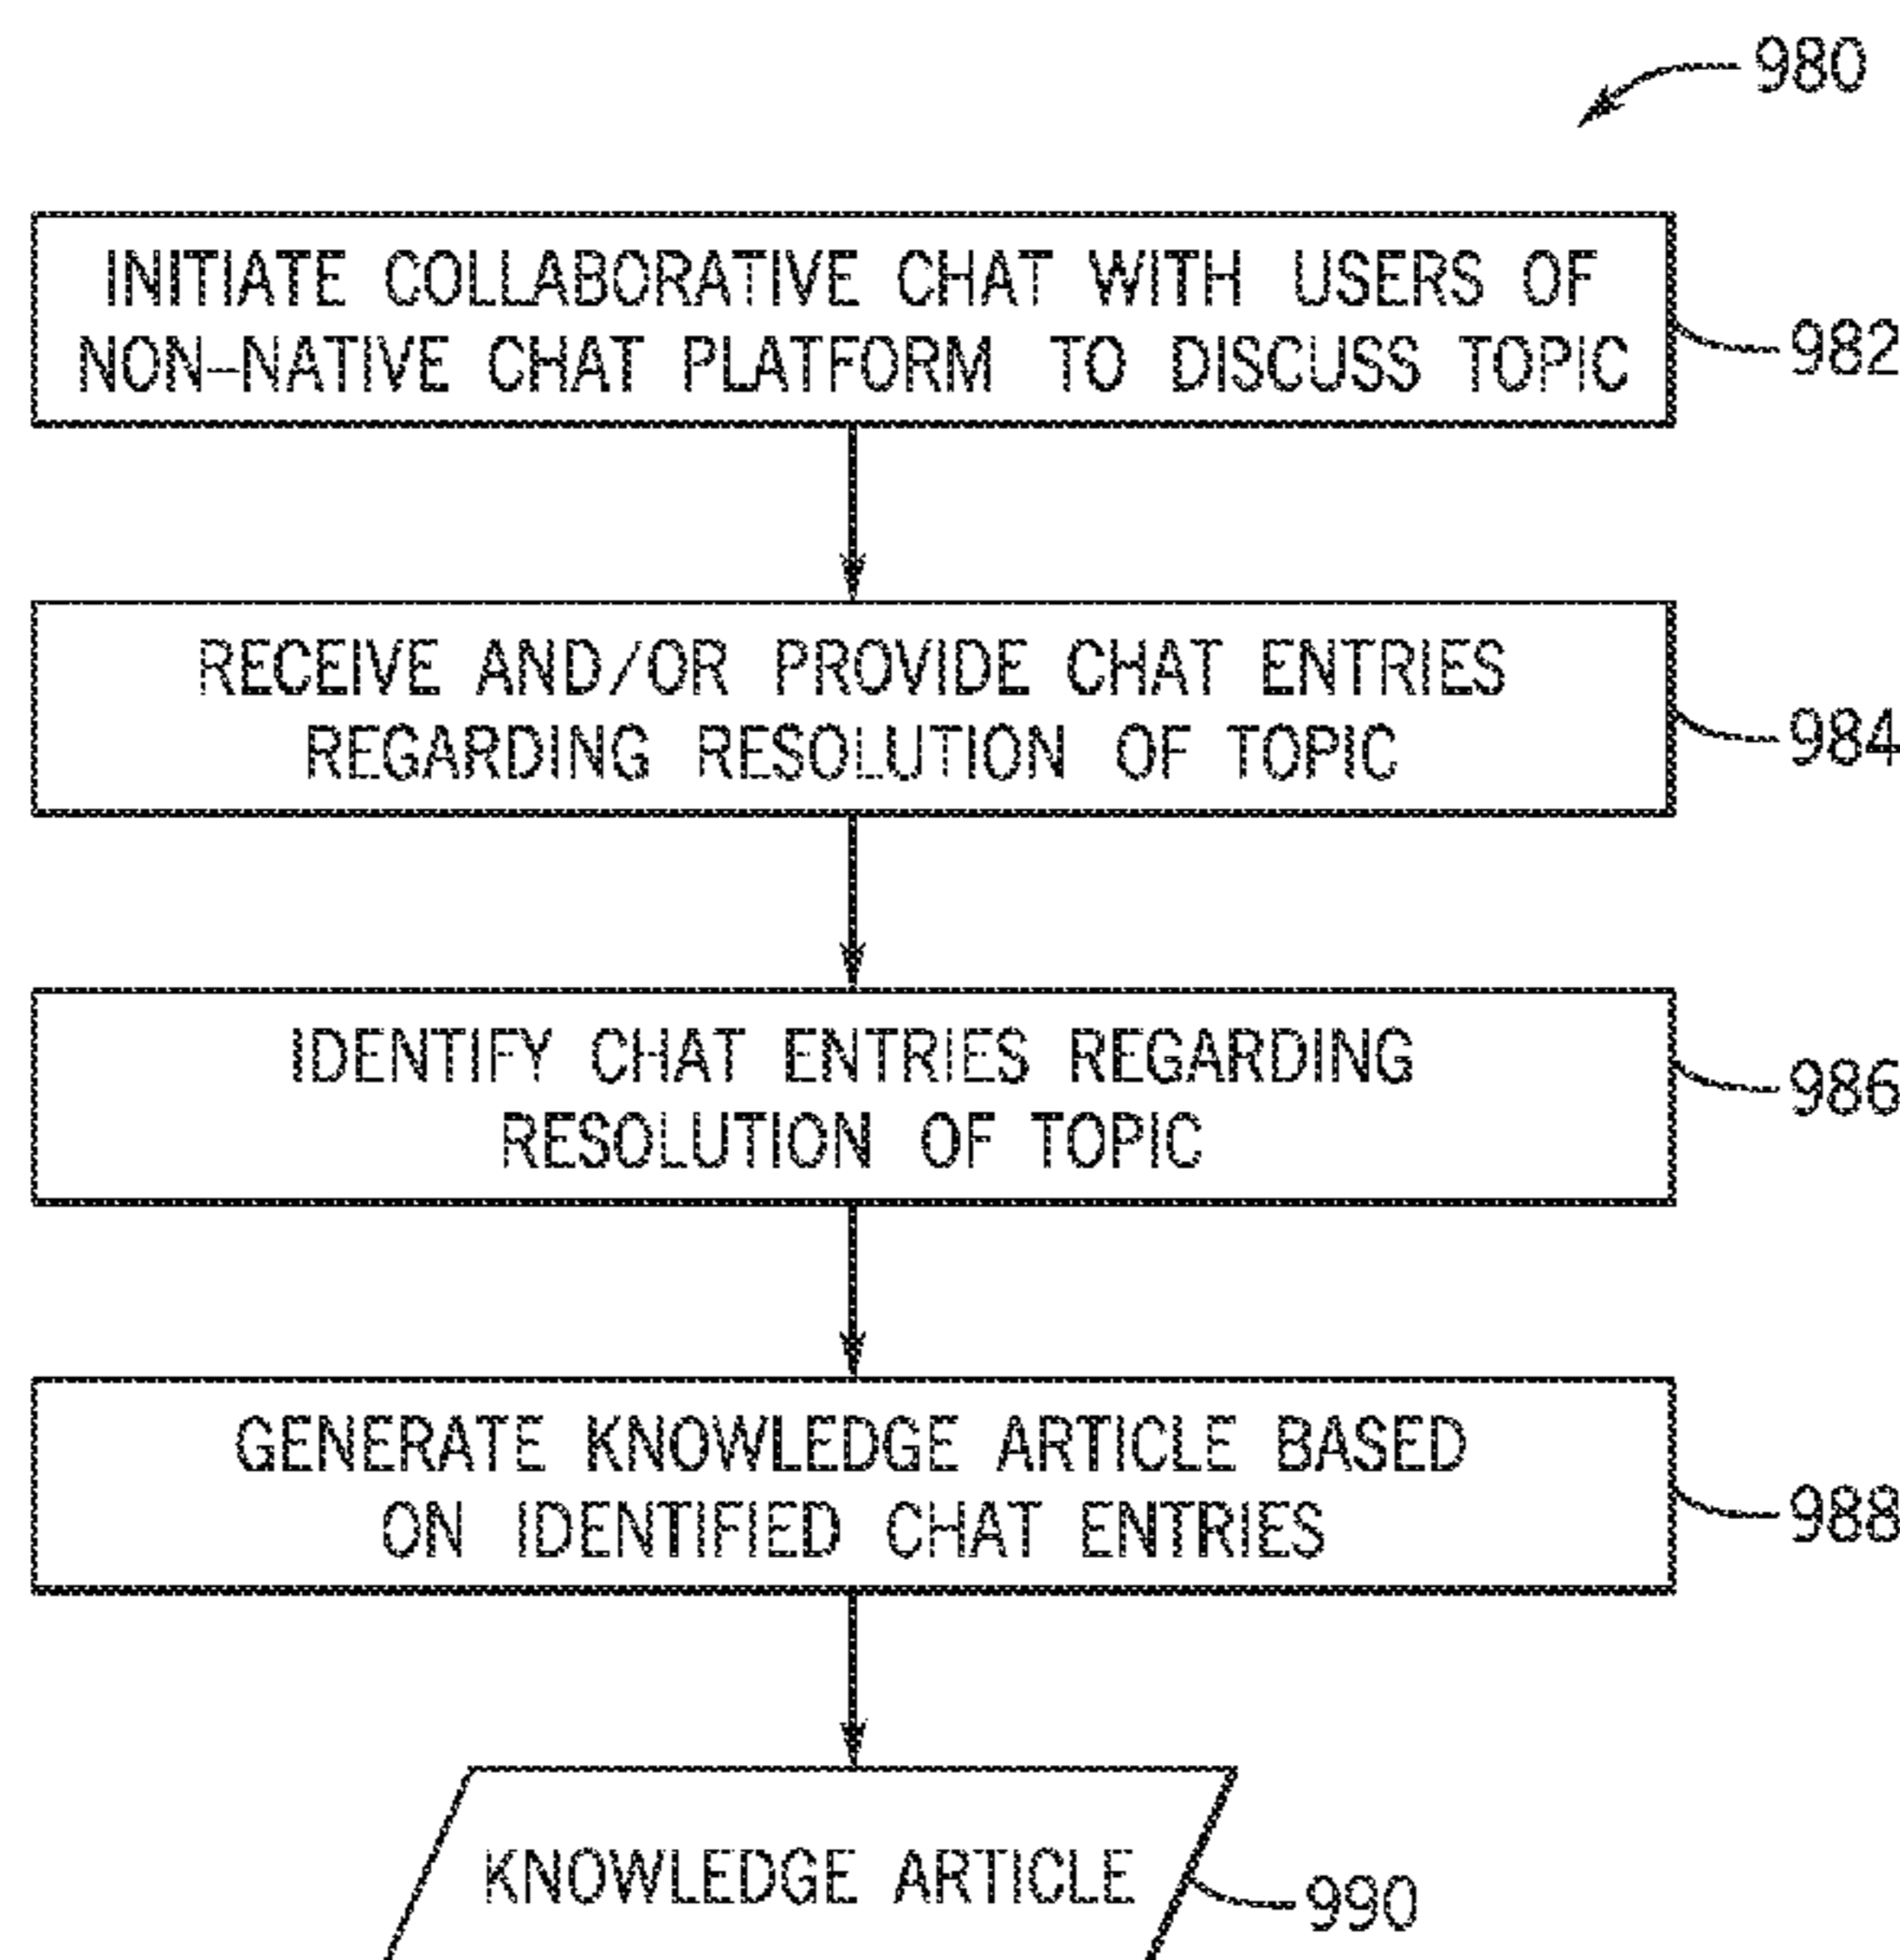 980
INITIATE COLLABORATIVE CHAT WITH USERS OF
NON-NATIVE CHAT PLATFORM TO DISCUSS TOPIC
982
RECEIVE AND/OR PROVIDE CHAT ENTRIES
REGARDING RESOLUTION OF TOPIC
984
IDENTIFY CHAT ENTRIES REGARDING
RESOLUTION OF TOPIC
986
GENERATE KNOWLEDGE ARTICLE BASED
ON IDENTIFIED CHAT ENTRIES
988
KNOWLEDGE ARTICLE
990